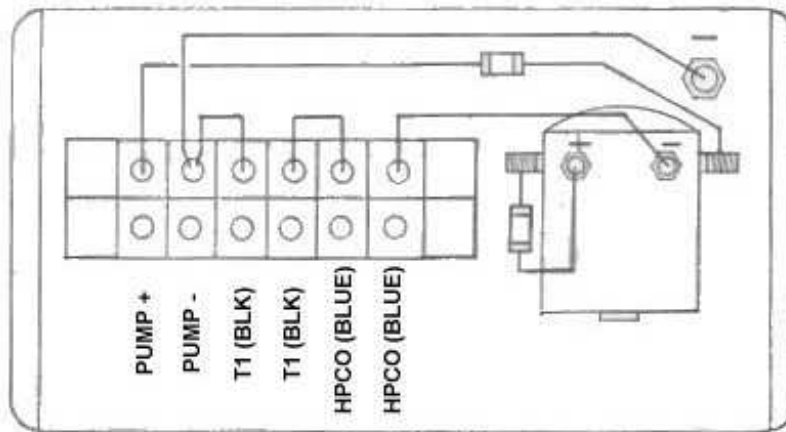 PUMP +
PUMP -
T1 (BLK)
T1 (BLK)
HPCO (BLUE)
HPCO (BLUE)